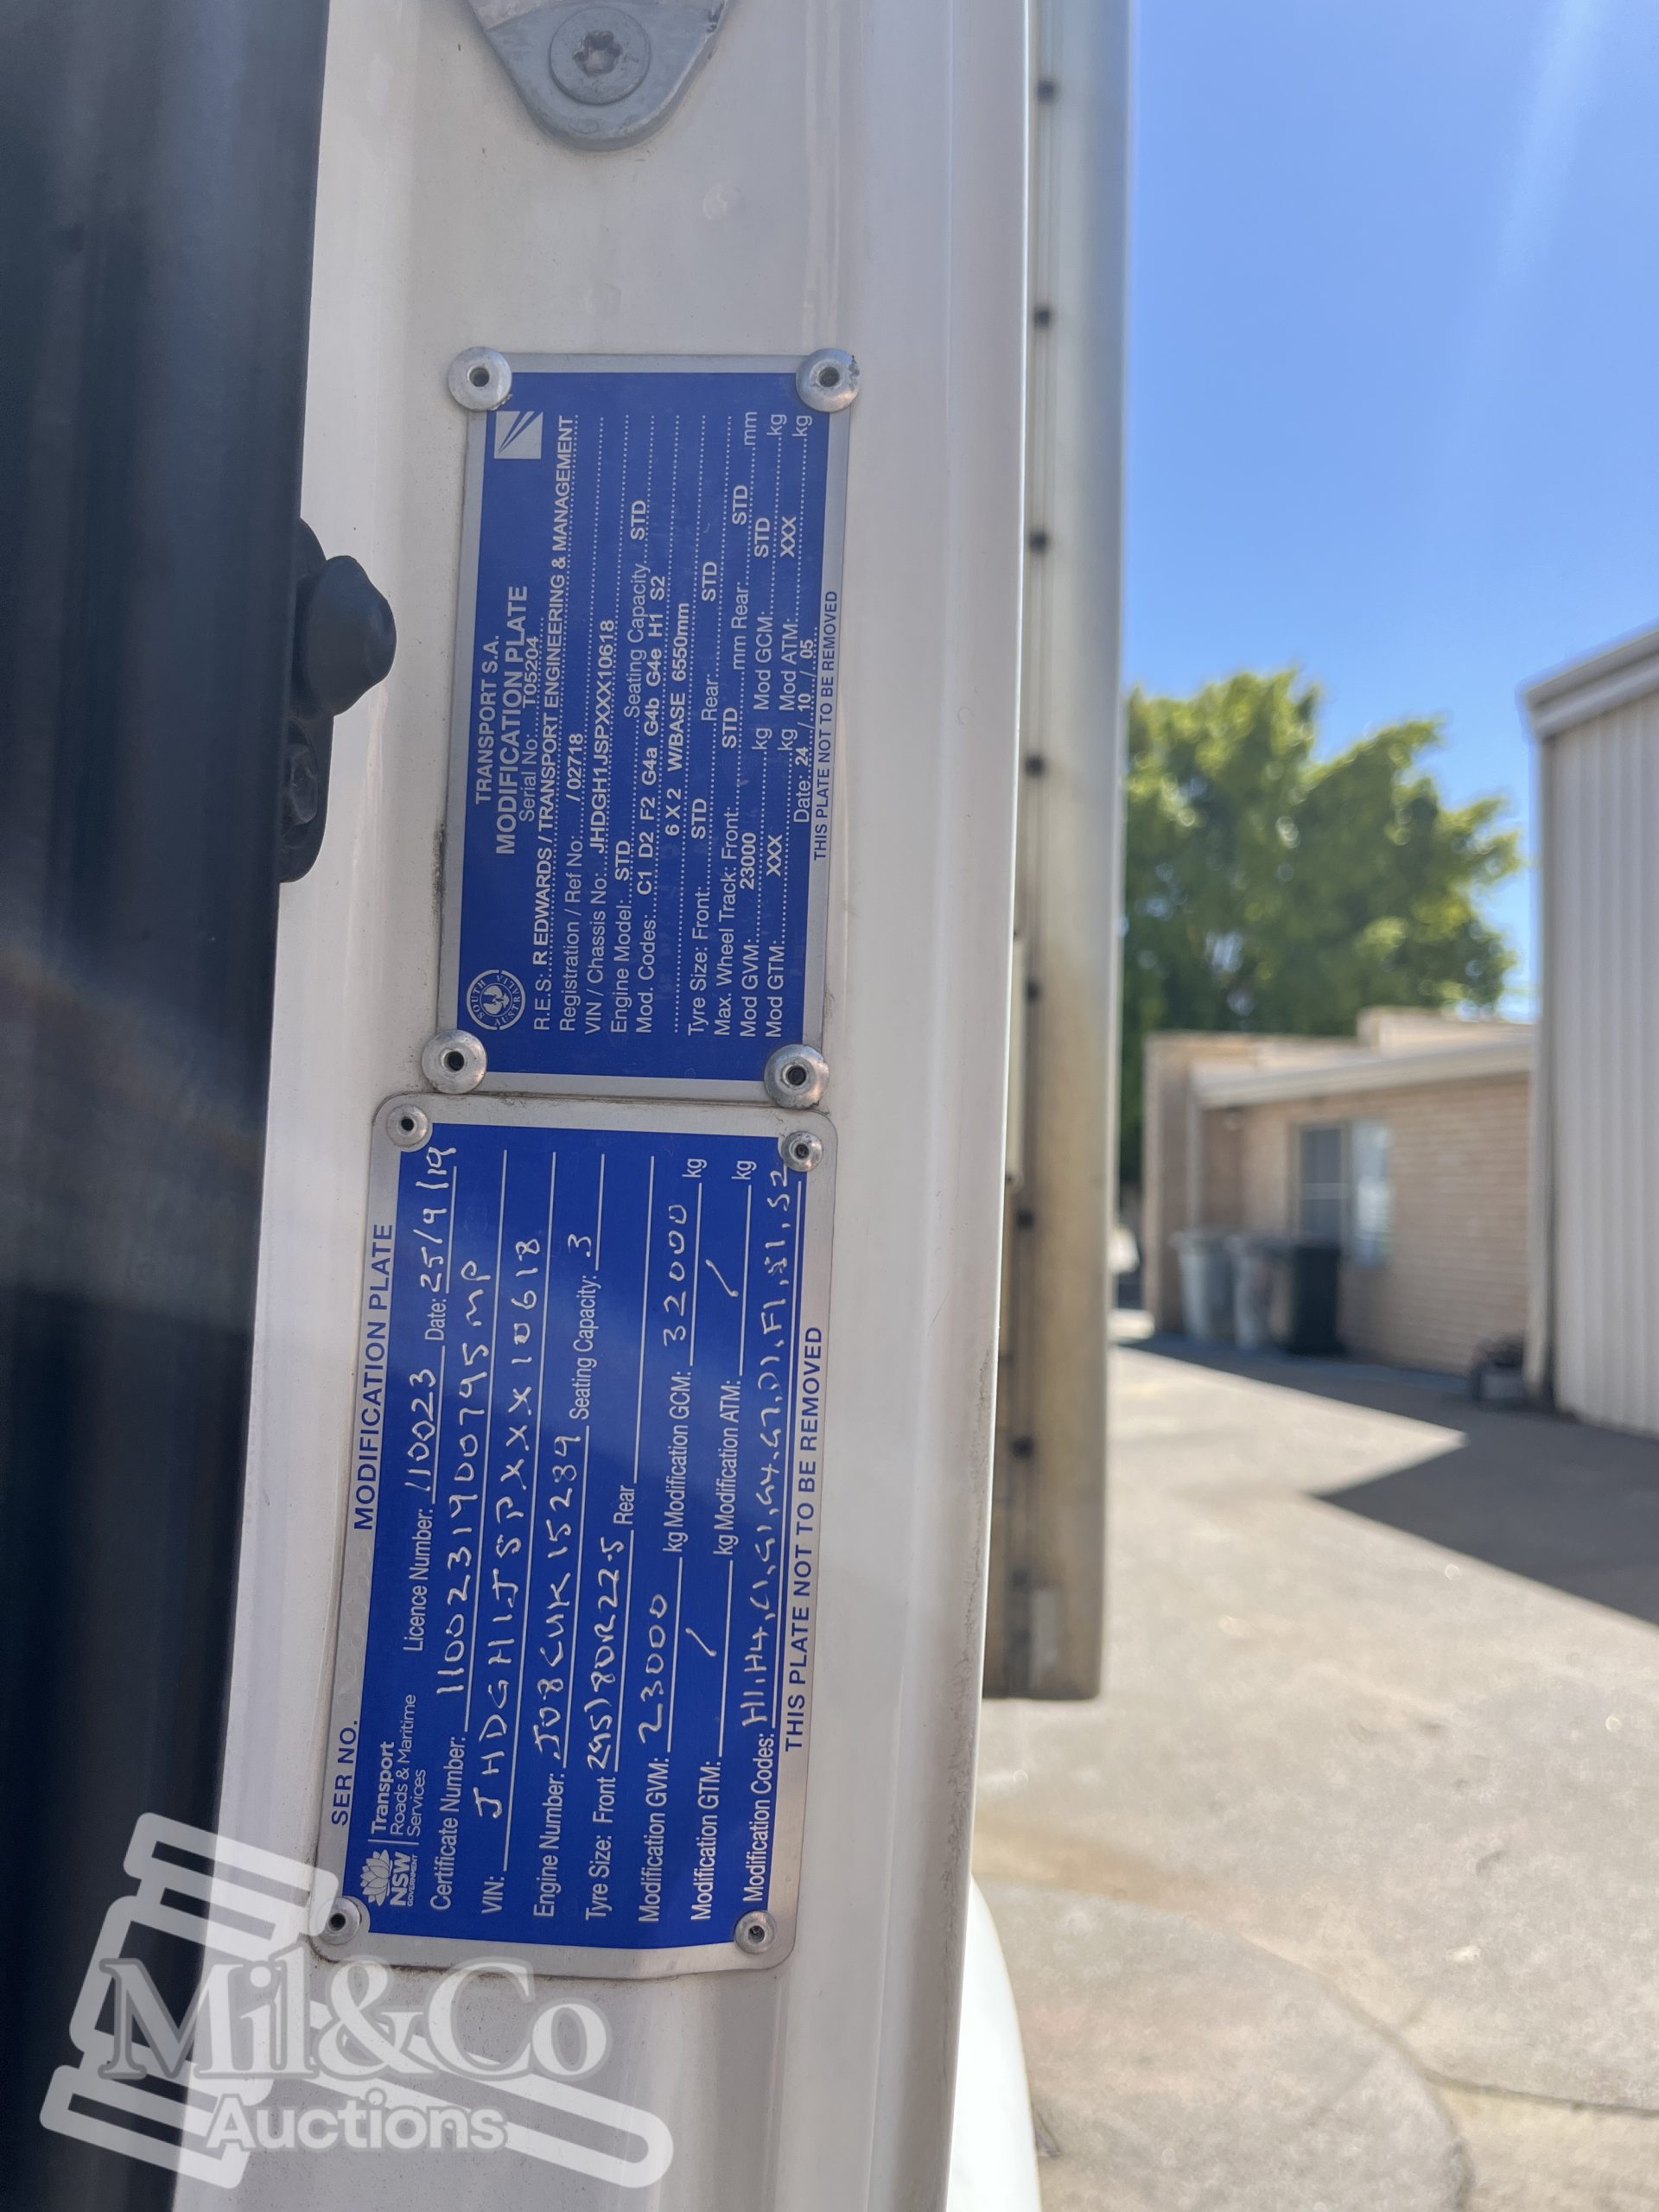 TRANSPORT S.A.
MODIFICATION PLATE
Serial No: T05204
R.E.S: R EDWARDS / TRANSPORT ENGINEERING & MANAGEMENT
Registration / Ref No: / 02718
VIN / Chassis No: JHDGH1JSPXXX10618
Engine Model: STD Seating Capacity STD
Mod. Codes: C1 D2 F2 G4a G4b G4e H1 S2
6 X 2 W/BASE 6550mm
Tyre Size: Front: STD Rear: STD
Max. Wheel Track: Front: STD mm Rear: STD mm
Mod GVM: 23000 kg Mod GCM: STD kg
Mod GTM: XXX kg Mod ATM: XXX kg
Date: 24 / 10 / 05
THIS PLATE NOT TO BE REMOVED
SOUTH AUSTRALIA
SER NO. MODIFICATION PLATE
NSW GOVERNMENT
Transport
Roads & Maritime
Services
Licence Number: 110023 Date: 25/9/19
Certificate Number: 1100231900795MP
VIN: JHDGH1JSPXXX10618
Engine Number: J08CUK15239 Seating Capacity: 3
Tyre Size: Front 295/80R22.5 Rear
Modification GVM: 23000 kg Modification GCM: 32000 kg
Modification GTM: / kg Modification ATM: / kg
Modification Codes: H1, H4, C1, G1, G4, G7, D1, F1, S1, S2
THIS PLATE NOT TO BE REMOVED
Mil&Co
Auctions